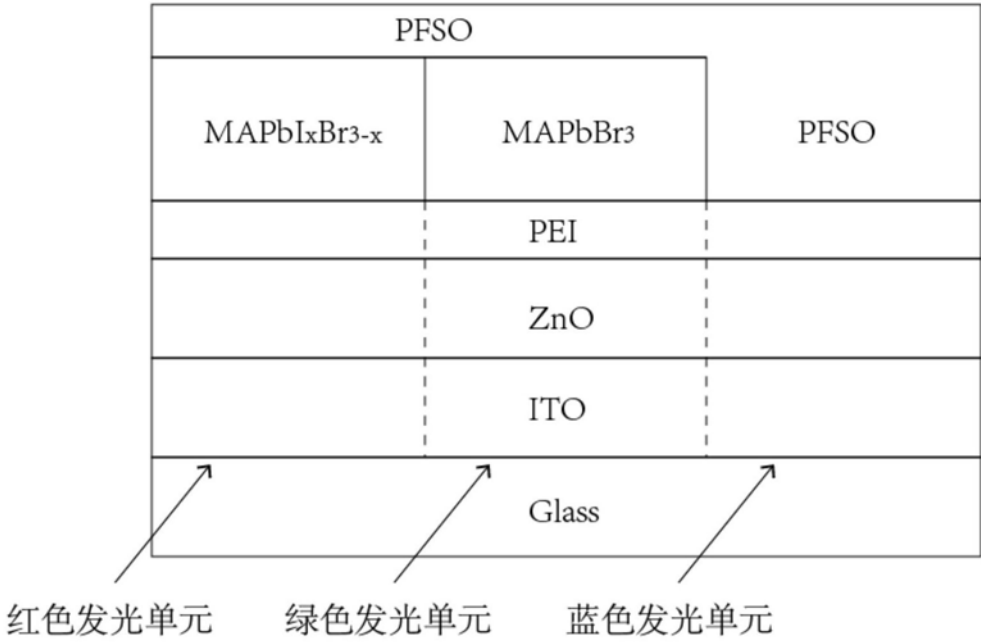 PFSO
MAPbIxBr3-x MAPbBr3 PFSO
PEI
ZnO
ITO
Glass
红色发光单元 绿色发光单元 蓝色发光单元